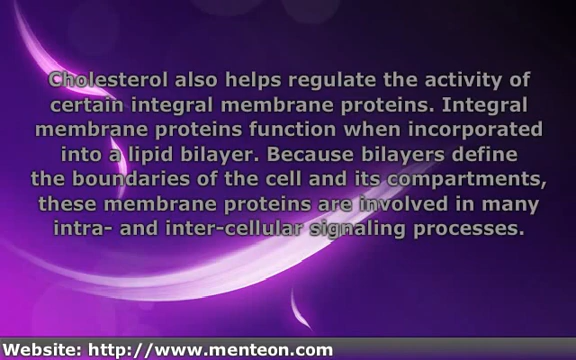 Cholesterol also helps regulate the activity of
certain integral membrane proteins. Integral
membrane proteins function when incorporated
into a lipid bilayer. Because bilayers define
the boundaries of the cell and its compartments,
these membrane proteins are involved in many
intra- and inter-cellular signaling processes.
Website: http://www.menteon.com